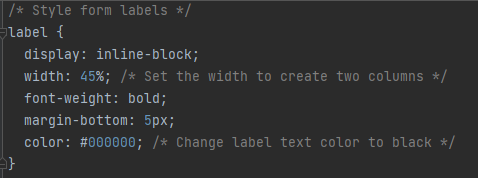 /* Style form labels */
label {
  display: inline-block;
  width: 45%; /* Set the width to create two columns */
  font-weight: bold;
  margin-bottom: 5px;
  color: #000000; /* Change label text color to black */
}